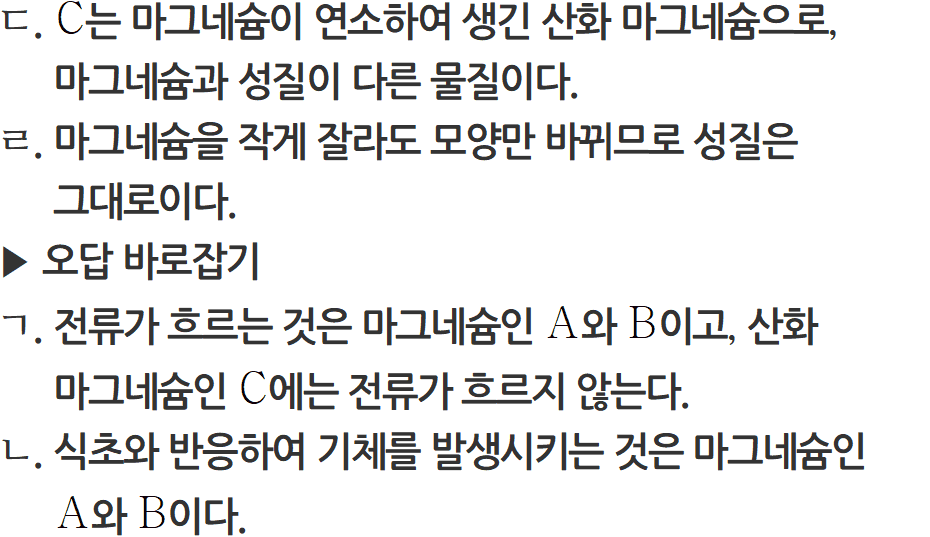 ㄷ. C는 마그네슘이 연소하여 생긴 산화 마그네슘으로,
마그네슘과 성질이 다른 물질이다.
ㄹ. 마그네슘을 작게 잘라도 모양만 바뀌므로 성질은
그대로이다.
▶ 오답 바로잡기
ㄱ. 전류가 흐르는 것은 마그네슘인 A와 B이고, 산화
마그네슘인 C에는 전류가 흐르지 않는다.
ㄴ. 식초와 반응하여 기체를 발생시키는 것은 마그네슘인
A와 B이다.